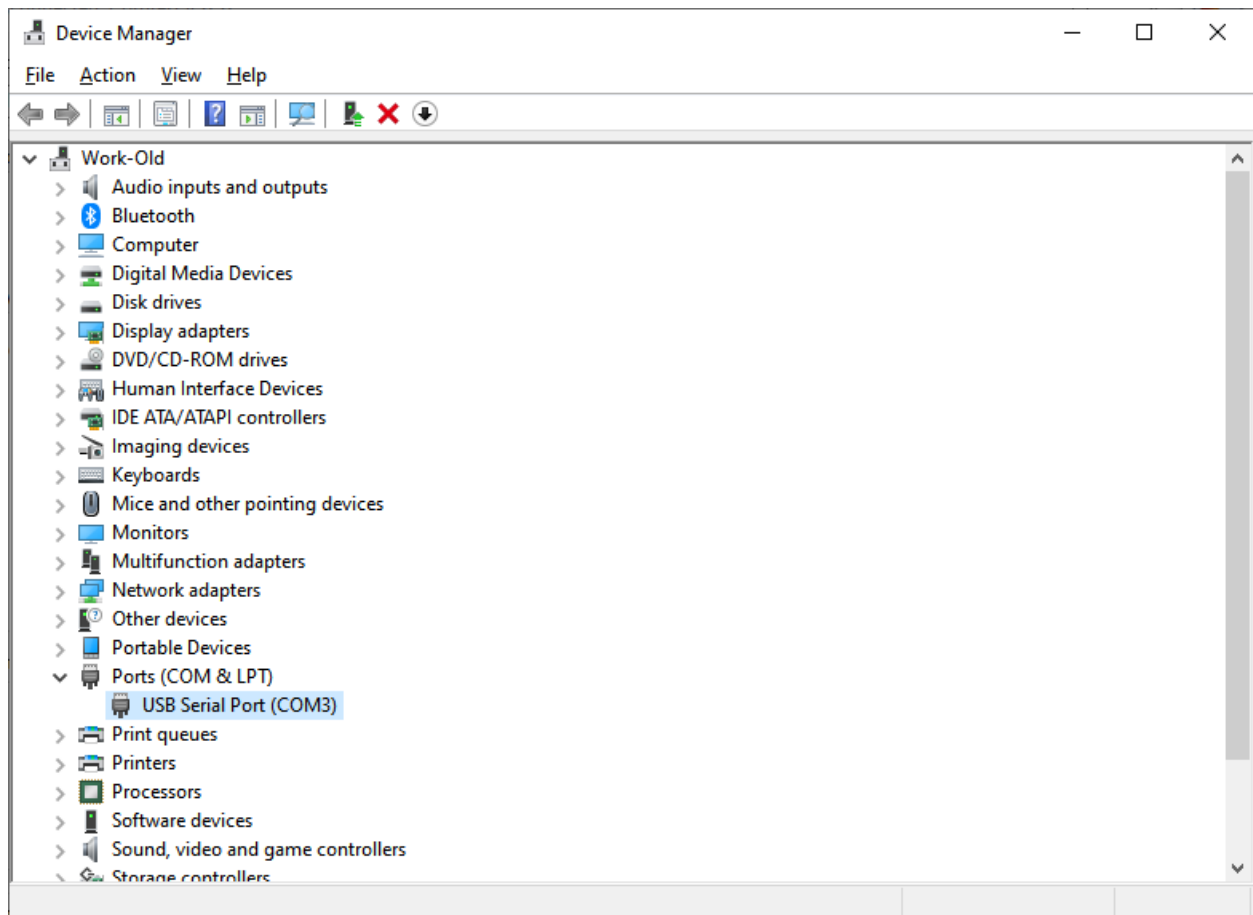 Device Manager
File Action View Help
Work-Old
Audio inputs and outputs
Bluetooth
Computer
Digital Media Devices
Disk drives
Display adapters
DVD/CD-ROM drives
Human Interface Devices
IDE ATA/ATAPI controllers
Imaging devices
Keyboards
Mice and other pointing devices
Monitors
Multifunction adapters
Network adapters
Other devices
Portable Devices
Ports (COM & LPT)
USB Serial Port (COM3)
Print queues
Printers
Processors
Software devices
Sound, video and game controllers
Storage controllers